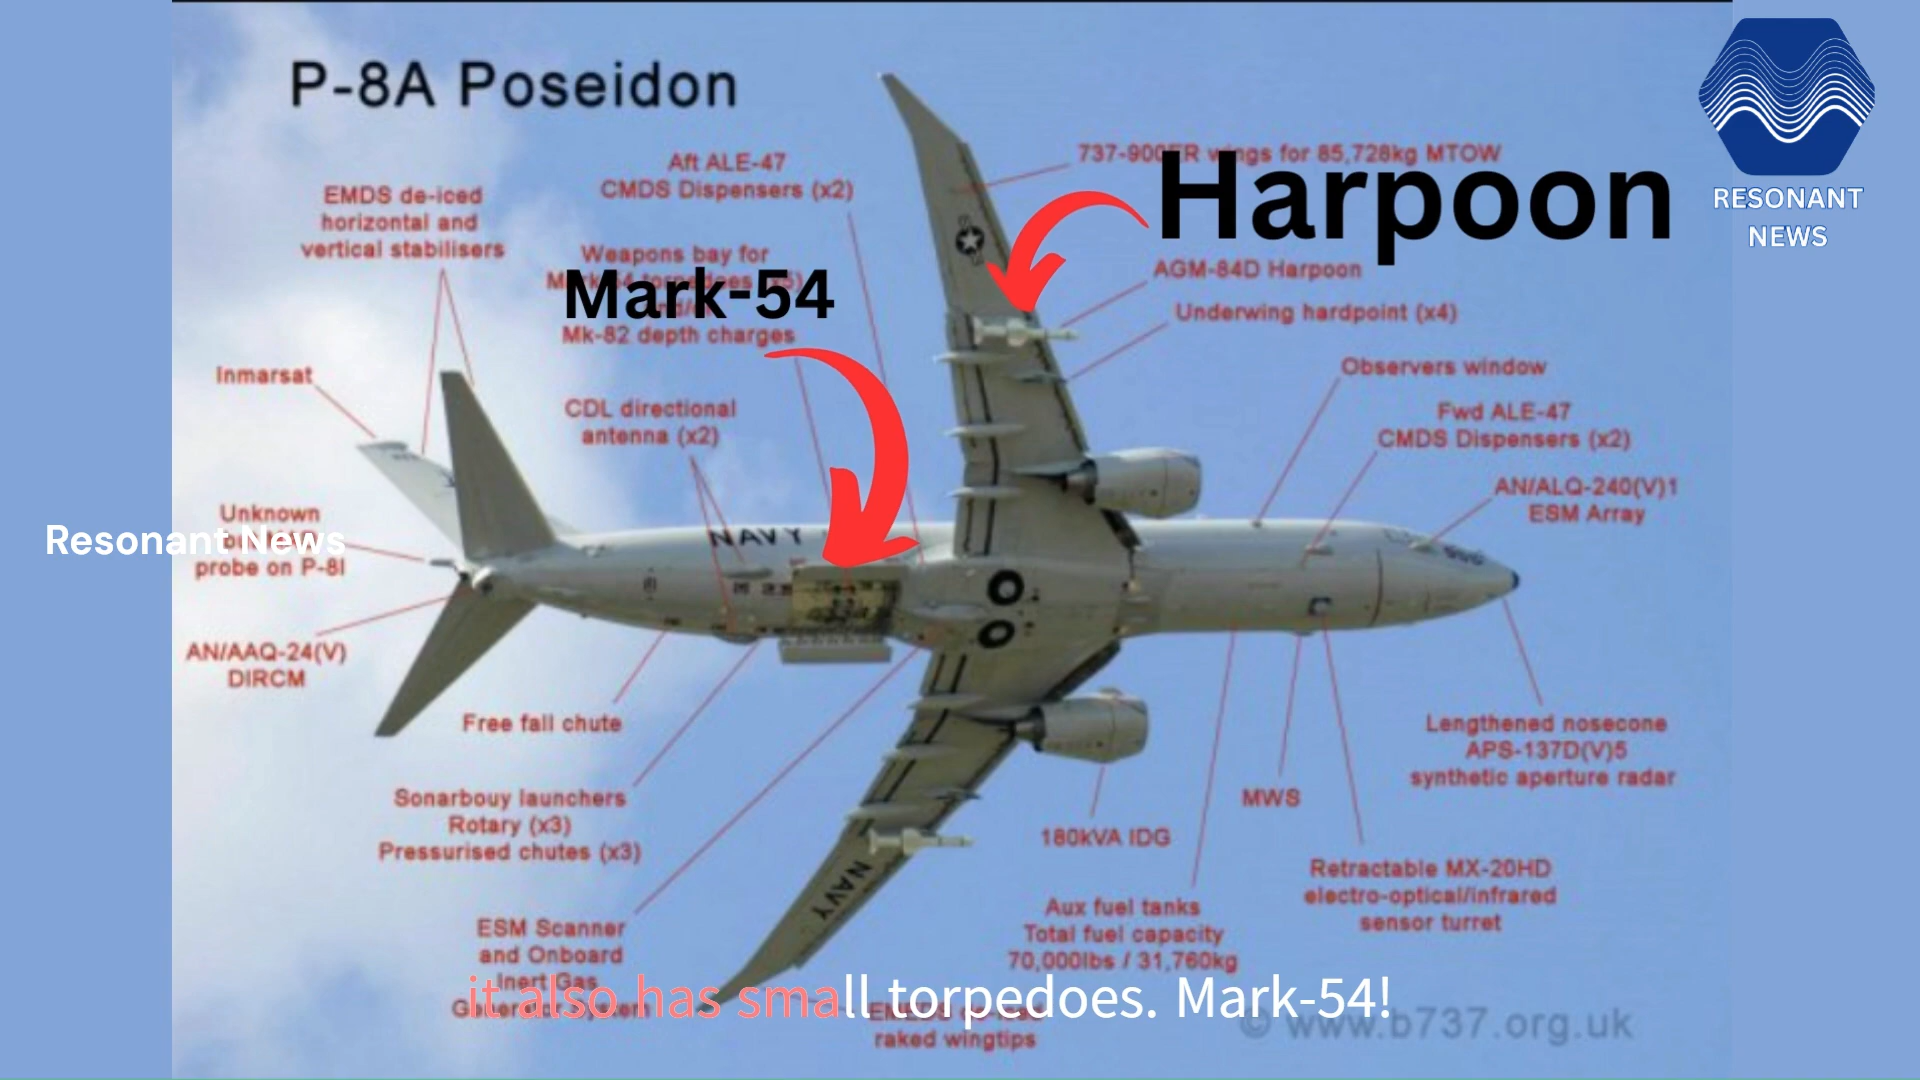 P-8A Poseidon
RESONANT
NEWS
Harpoon
Mark-54
737-900ER wings for 85,728kg MTOW
Aft ALE-47
CMDS Dispensers (x2)
EMDS de-iced
horizontal and
vertical stabilisers
Weapons bay for
Mk-82 depth charges
AGM-84D Harpoon
Underwing hardpoint (x4)
Observers window
Inmarsat
CDL directional
antenna (x2)
Fwd ALE-47
CMDS Dispensers (x2)
AN/ALQ-240(V)1
ESM Array
Unknown
Resonant News
probe on P-8I
NAVY
AN/AAQ-24(V)
DIRCM
Free fall chute
Lengthened nosecone
APS-137D(V)5
synthetic aperture radar
Sonarbouy launchers
Rotary (x3)
Pressurised chutes (x3)
MWS
180kVA IDG
Retractable MX-20HD
electro-optical/infrared
sensor turret
NAVY
Aux fuel tanks
Total fuel capacity
70,000lbs / 31,760kg
ESM Scanner
and Onboard
Inert Gas
it also has small torpedoes. Mark-54!
raked wingtips
© www.b737.org.uk